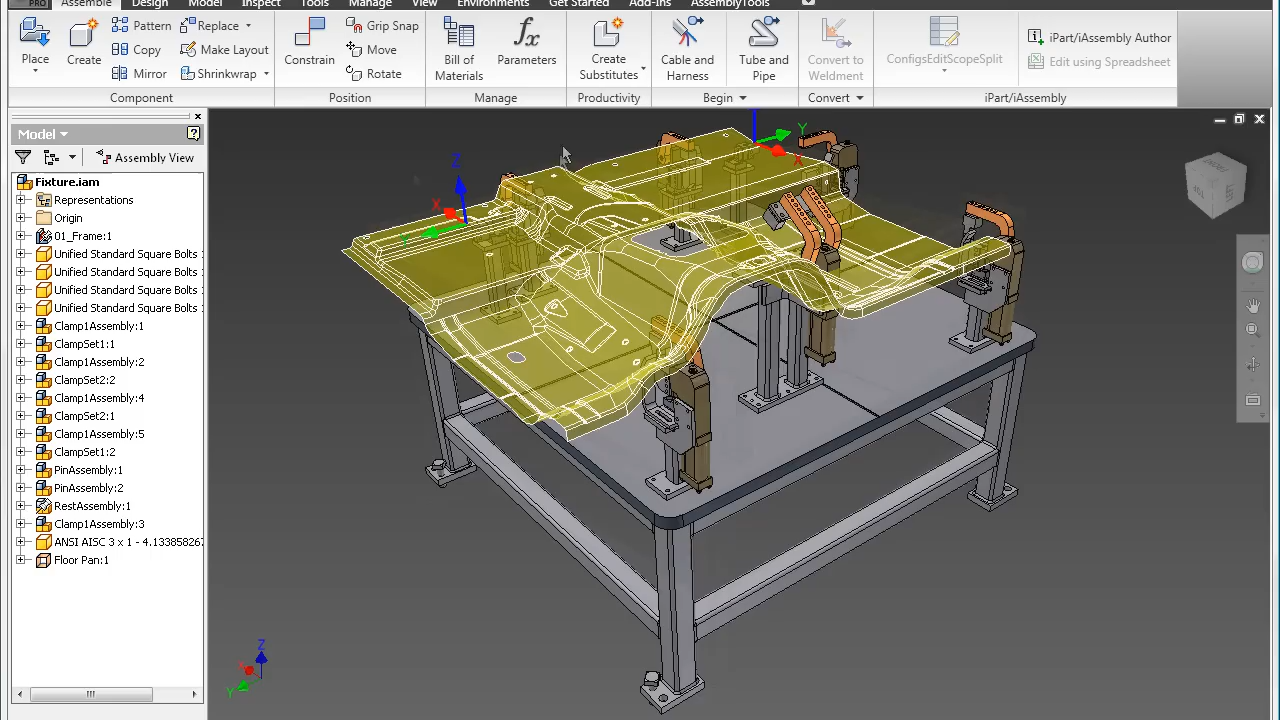 PRO Assemble Design Model Inspect Tools Manage View Environments Get Started Add-Ins AssemblyTools
Place
Create
Pattern
Copy
Mirror
Replace
Make Layout
Shrinkwrap
Component
Constrain
Grip Snap
Move
Rotate
Position
Bill of
Materials
Parameters
Manage
Create
Substitutes
Productivity
Cable and
Harness
Tube and
Pipe
Begin
Convert to
Weldment
Convert
ConfigsEditScopeSplit
iPart/iAssembly Author
Edit using Spreadsheet
iPart/iAssembly
Model
Assembly View
Fixture.iam
Representations
Origin
01_Frame:1
Unified Standard Square Bolts
Unified Standard Square Bolts
Unified Standard Square Bolts
Unified Standard Square Bolts
Clamp1Assembly:1
ClampSet1:1
Clamp1Assembly:2
ClampSet2:2
Clamp1Assembly:4
ClampSet2:1
Clamp1Assembly:5
ClampSet1:2
PinAssembly:1
PinAssembly:2
RestAssembly:1
Clamp1Assembly:3
ANSI AISC 3 x 1 - 4.133858267
Floor Pan:1
Z
X
Y
Y
X
Z
Y